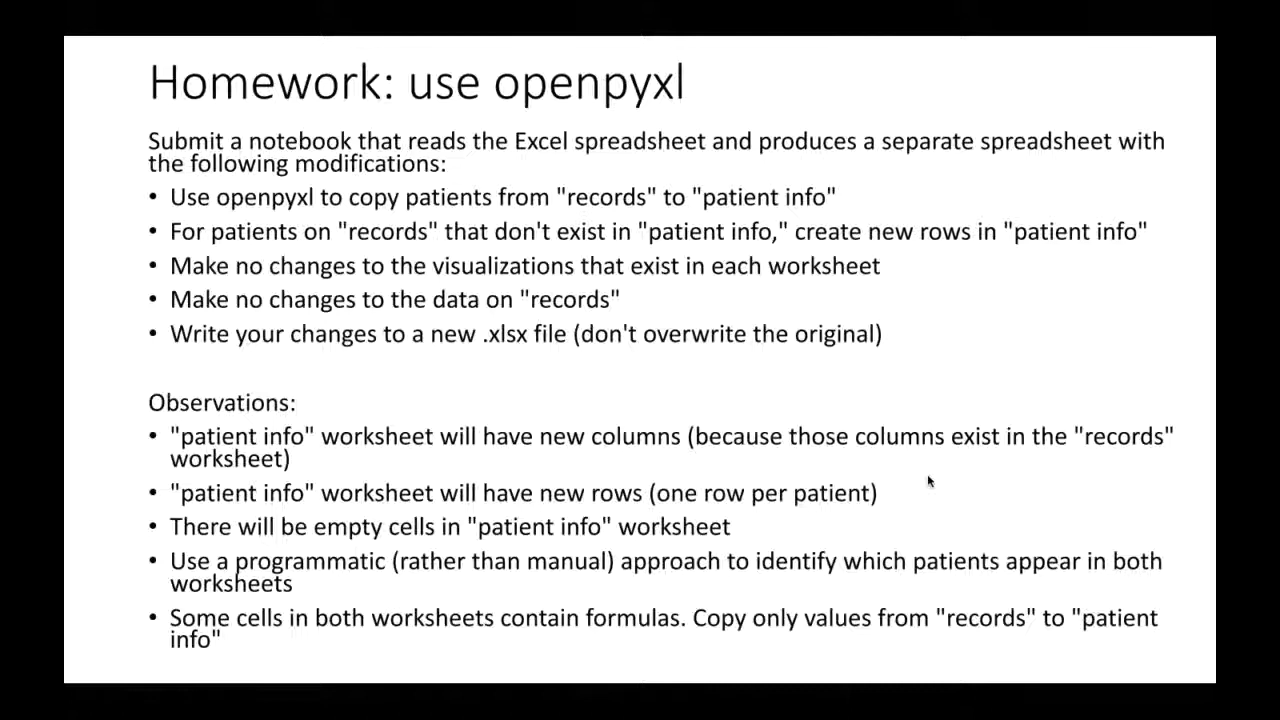 Homework: use openpyxl
Submit a notebook that reads the Excel spreadsheet and produces a separate spreadsheet with
the following modifications:
• Use openpyxl to copy patients from "records" to "patient info"
• For patients on "records" that don't exist in "patient info," create new rows in "patient info"
• Make no changes to the visualizations that exist in each worksheet
• Make no changes to the data on "records"
• Write your changes to a new .xlsx file (don't overwrite the original)
Observations:
• "patient info" worksheet will have new columns (because those columns exist in the "records"
worksheet)
• "patient info" worksheet will have new rows (one row per patient)
• There will be empty cells in "patient info" worksheet
• Use a programmatic (rather than manual) approach to identify which patients appear in both
worksheets
• Some cells in both worksheets contain formulas. Copy only values from "records" to "patient
info"